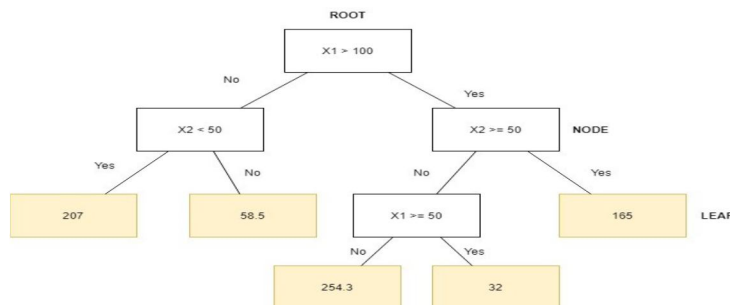 ROOT
X1 > 100
No
Yes
X2 < 50
X2 >= 50
NODE
Yes
No
No
Yes
207
58.5
X1 >= 50
165
LEAF
No
Yes
254.3
32